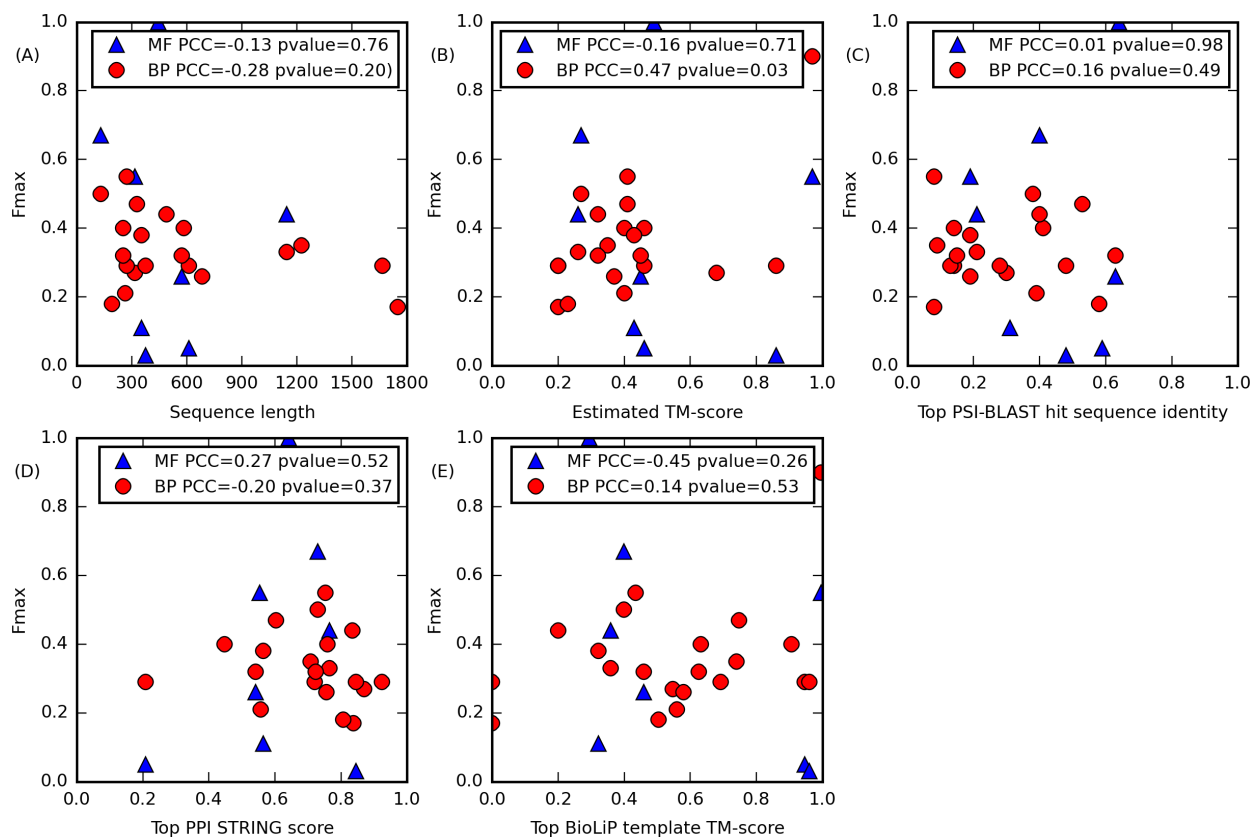 (A)
MF PCC=-0.13 pvalue=0.76
BP PCC=-0.28 pvalue=0.20)
1.0
0.8
0.6
0.4
0.2
0.0
Fmax
0 300 600 900 1200 1500 1800
Sequence length
(B)
MF PCC=-0.16 pvalue=0.71
BP PCC=0.47 pvalue=0.03
1.0
0.8
0.6
0.4
0.2
0.0
Fmax
0.0 0.2 0.4 0.6 0.8 1.0
Estimated TM-score
(C)
MF PCC=0.01 pvalue=0.98
BP PCC=0.16 pvalue=0.49
1.0
0.8
0.6
0.4
0.2
0.0
Fmax
0.0 0.2 0.4 0.6 0.8 1.0
Top PSI-BLAST hit sequence identity
(D)
MF PCC=0.27 pvalue=0.52
BP PCC=-0.20 pvalue=0.37
1.0
0.8
0.6
0.4
0.2
0.0
Fmax
0.0 0.2 0.4 0.6 0.8 1.0
Top PPI STRING score
(E)
MF PCC=-0.45 pvalue=0.26
BP PCC=0.14 pvalue=0.53
1.0
0.8
0.6
0.4
0.2
0.0
Fmax
0.0 0.2 0.4 0.6 0.8 1.0
Top BioLiP template TM-score